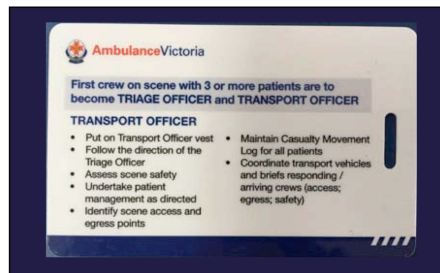 AmbulanceVictoria
First crew on scene with 3 or more patients are to
become TRIAGE OFFICER and TRANSPORT OFFICER
TRANSPORT OFFICER
• Put on Transport Officer vest
• Follow the direction of the
Triage Officer
• Assess scene safety
• Undertake patient
management as directed
• Identify scene access and
egress points
• Maintain Casualty Movement
Log for all patients
• Coordinate transport vehicles
and briefs responding /
arriving crews (access;
egress; safety)